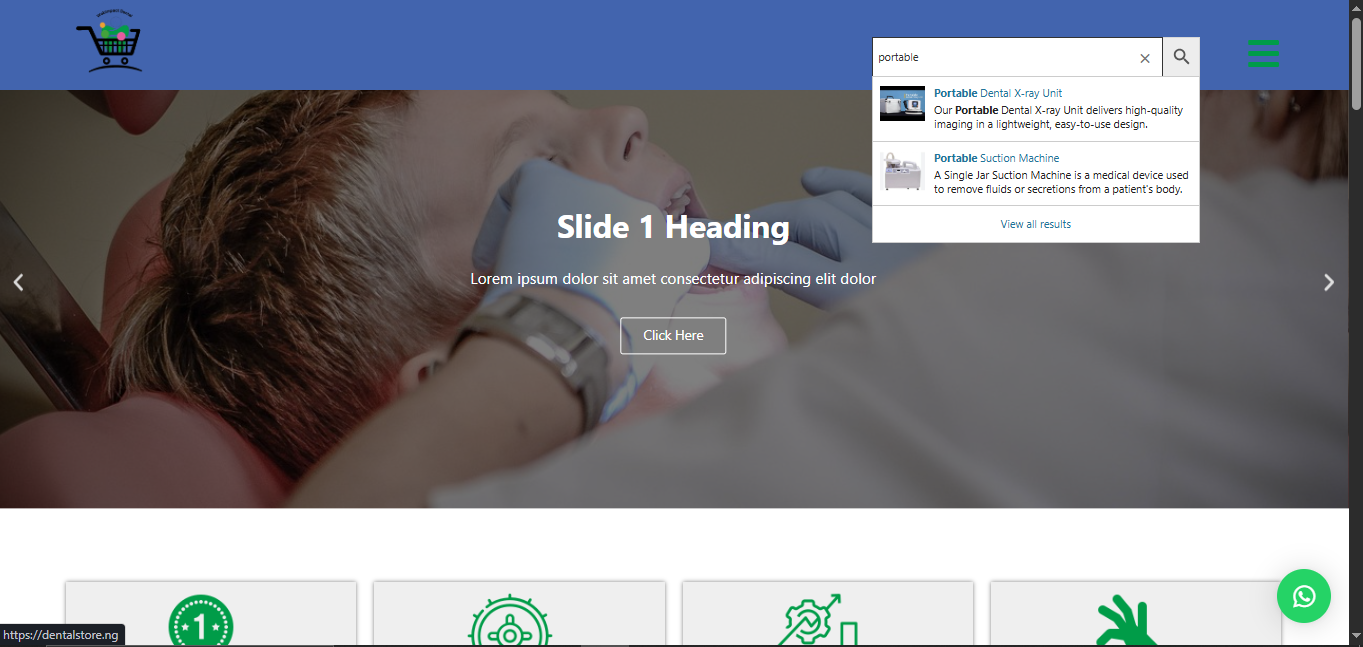 portable
Portable Dental X-ray Unit
Our Portable Dental X-ray Unit delivers high-quality
imaging in a lightweight, easy-to-use design.
Portable Suction Machine
A Single Jar Suction Machine is a medical device used
to remove fluids or secretions from a patient's body.
View all results
Slide 1 Heading
Lorem ipsum dolor sit amet consectetur adipiscing elit dolor
Click Here
1
https://dentalstore.ng